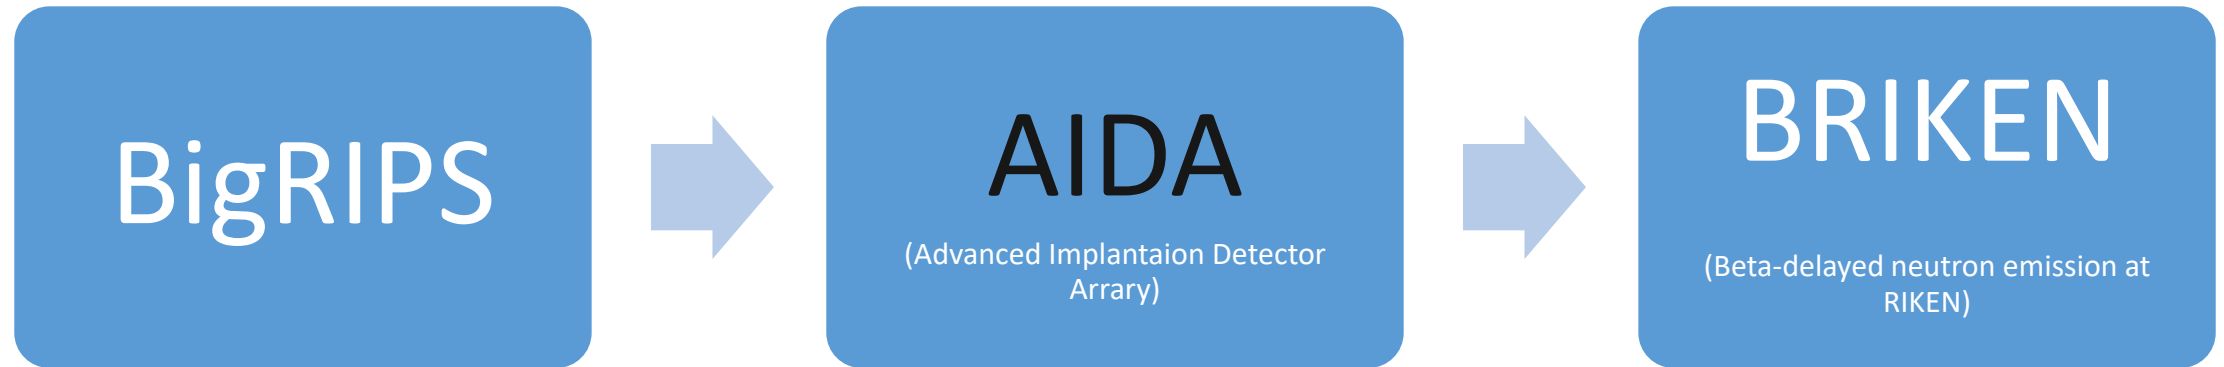 BigRIPS
AIDA
(Advanced Implantaion Detector
Arrary)
BRIKEN
(Beta-delayed neutron emission at
RIKEN)